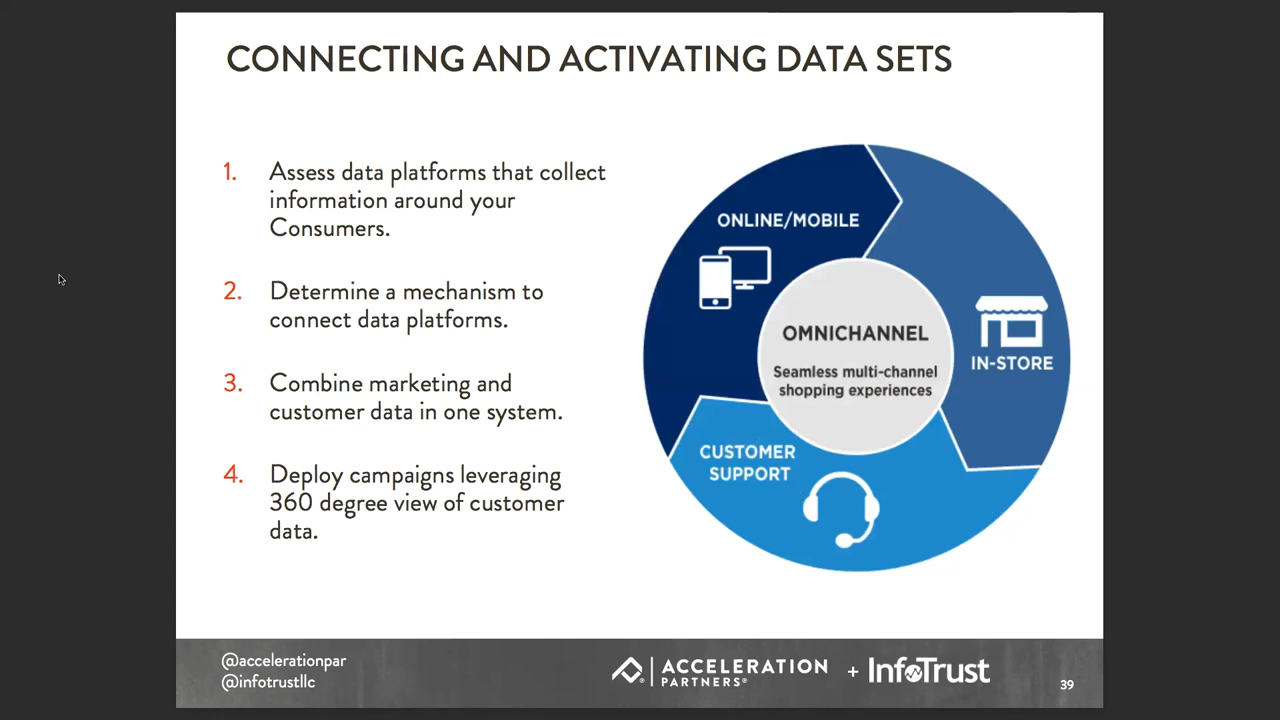 CONNECTING AND ACTIVATING DATA SETS
1. Assess data platforms that collect
information around your
Consumers.
2. Determine a mechanism to
connect data platforms.
3. Combine marketing and
customer data in one system.
4. Deploy campaigns leveraging
360 degree view of customer
data.
ONLINE/MOBILE
IN-STORE
OMNICHANNEL
Seamless multi-channel
shopping experiences
CUSTOMER
SUPPORT
@accelerationpar
@infotrustllc
ACCELERATION
PARTNERS®
+ InfoTrust
39